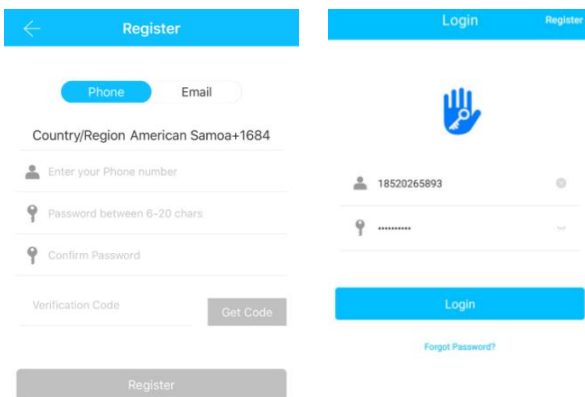 Register
Phone Email
Country/Region American Samoa+1684
Enter your Phone number
Password between 6-20 chars
Confirm Password
Verification Code Get Code
Register
Login Register
18520265893
••••••••••
Login
Forgot Password?